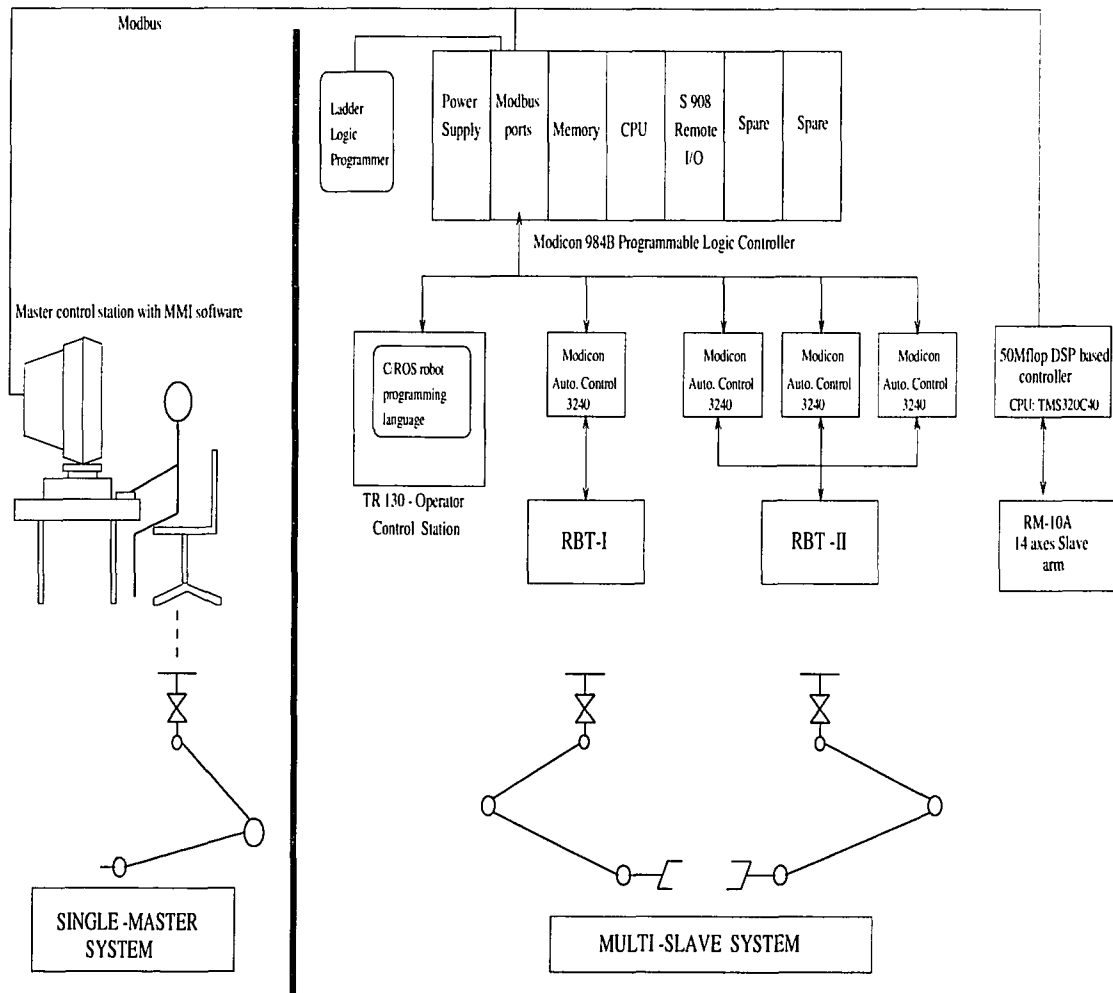 Modbus
Ladder
Logic
Programmer
Power
Supply
Modbus
ports
Memory
CPU
S 908
Remote
I/O
Spare
Spare
Modicon 984B Programmable Logic Controller
Master control station with MMI software
C/ROS robot
programming
language
TR 130 - Operator
Control Station
Modicon
Auto. Control
3240
Modicon
Auto. Control
3240
Modicon
Auto. Control
3240
Modicon
Auto. Control
3240
50Mflop DSP based
controller
CPU: TMS320C40
RBT-I
RBT -II
RM-10A
14 axes Slave
arm
SINGLE -MASTER
SYSTEM
MULTI -SLAVE SYSTEM